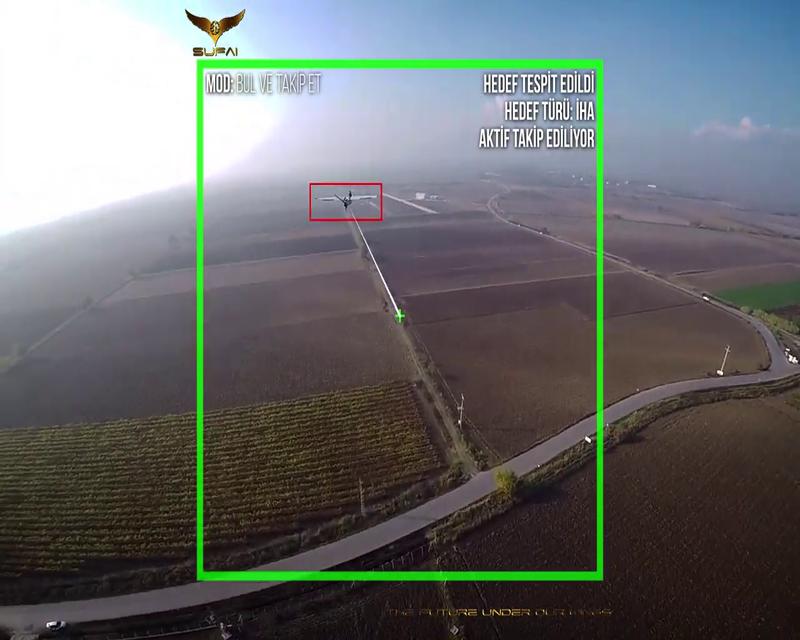 SUFAI
MOD: BUL VE TAKİP ET
HEDEF TESPİT EDİLDİ
HEDEF TÜRÜ: İHA
AKTİF TAKİP EDİLİYOR
THE FUTURE UNDER OUR WINGS